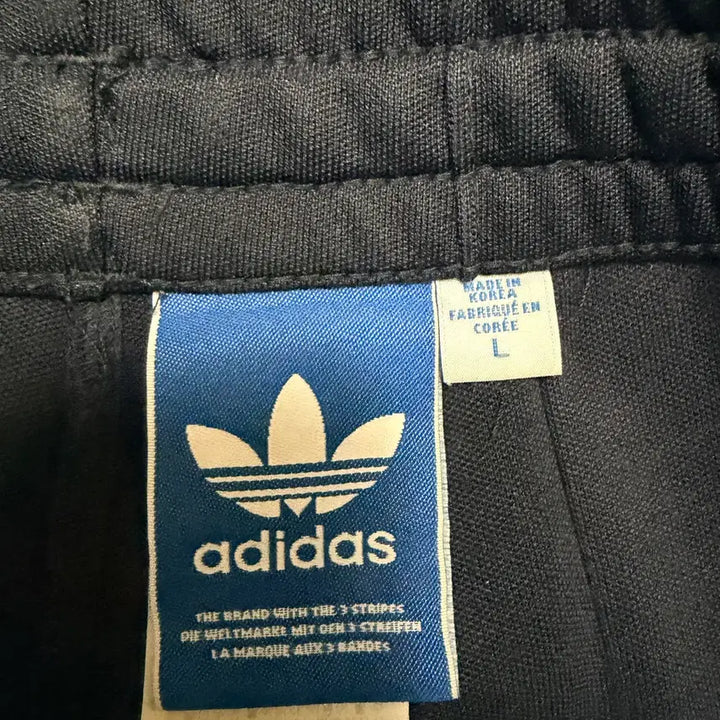 MADE IN
KOREA
FABRIQUÉ EN
CORÉE
L
adidas
THE BRAND WITH THE 3 STRIPES
DIE WELTMARKE MIT DEN 3 STREIFEN
LA MARQUE AUX 3 BANDES